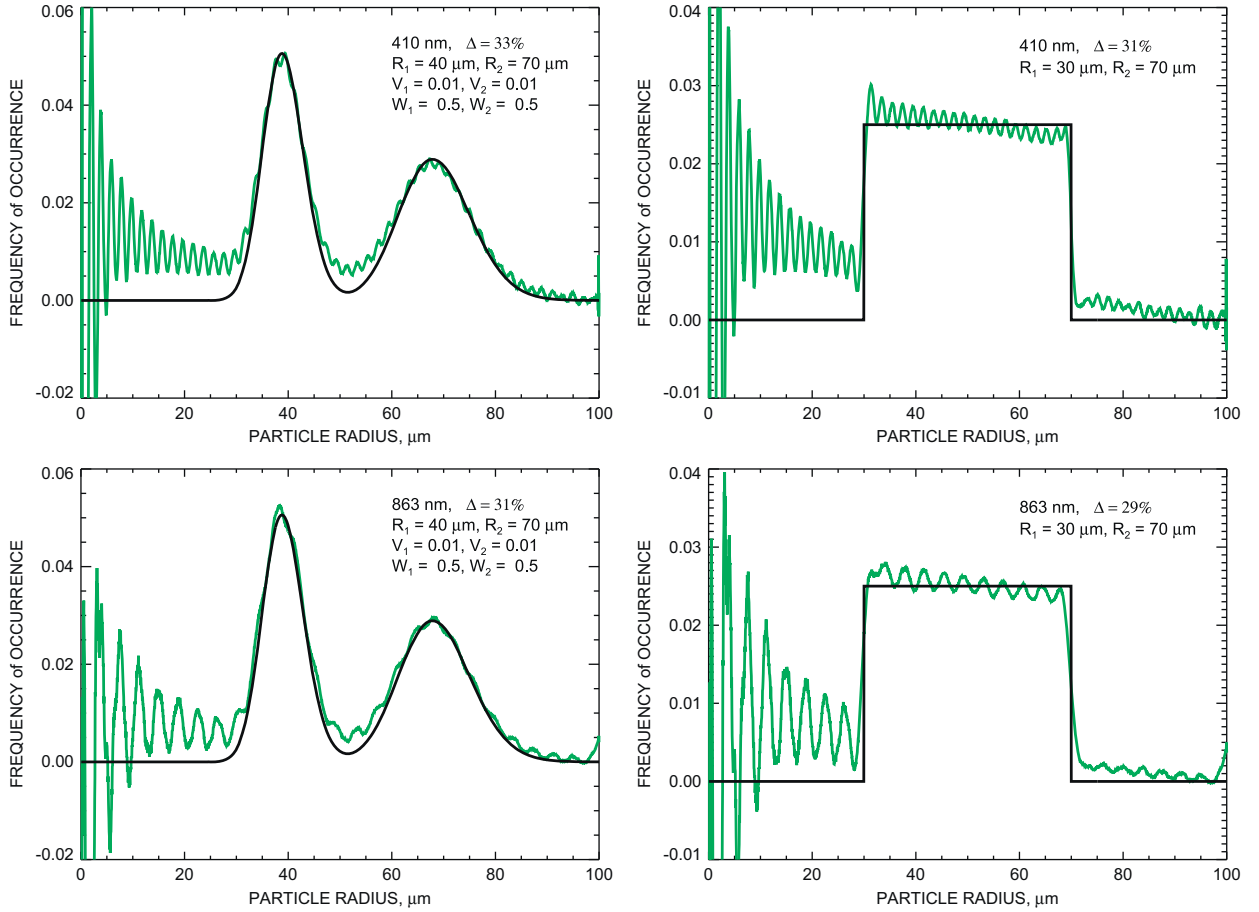 0.06
0.04
0.02
0.00
-0.02
FREQUENCY of OCCURRENCE
410 nm, Δ = 33%
R₁ = 40 μm, R₂ = 70 μm
V₁ = 0.01, V₂ = 0.01
W₁ = 0.5, W₂ = 0.5
0 20 40 60 80 100
PARTICLE RADIUS, μm
0.04
0.03
0.02
0.01
0.00
-0.01
FREQUENCY of OCCURRENCE
410 nm, Δ = 31%
R₁ = 30 μm, R₂ = 70 μm
0 20 40 60 80 100
PARTICLE RADIUS, μm
0.06
0.04
0.02
0.00
-0.02
FREQUENCY of OCCURRENCE
863 nm, Δ = 31%
R₁ = 40 μm, R₂ = 70 μm
V₁ = 0.01, V₂ = 0.01
W₁ = 0.5, W₂ = 0.5
0 20 40 60 80 100
PARTICLE RADIUS, μm
0.04
0.03
0.02
0.01
0.00
-0.01
FREQUENCY of OCCURRENCE
863 nm, Δ = 29%
R₁ = 30 μm, R₂ = 70 μm
0 20 40 60 80 100
PARTICLE RADIUS, μm